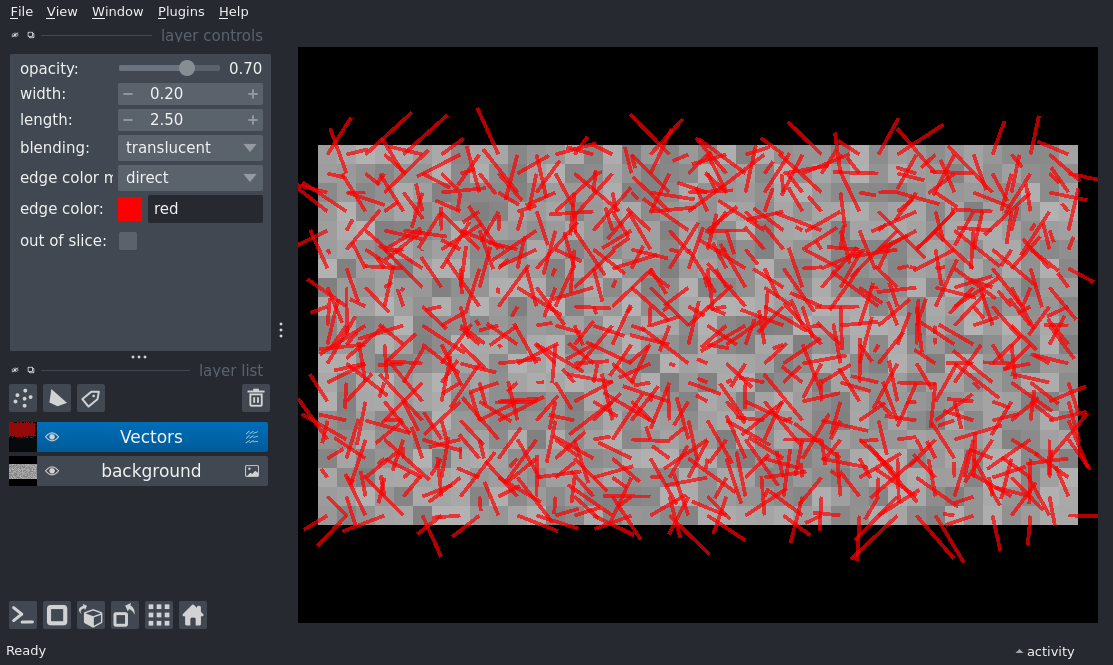 File View Window Plugins Help
layer controls
opacity: 0.70
width: 0.20
length: 2.50
blending: translucent
edge color m direct
edge color: red
out of slice:
layer list
Vectors
background
Ready
activity